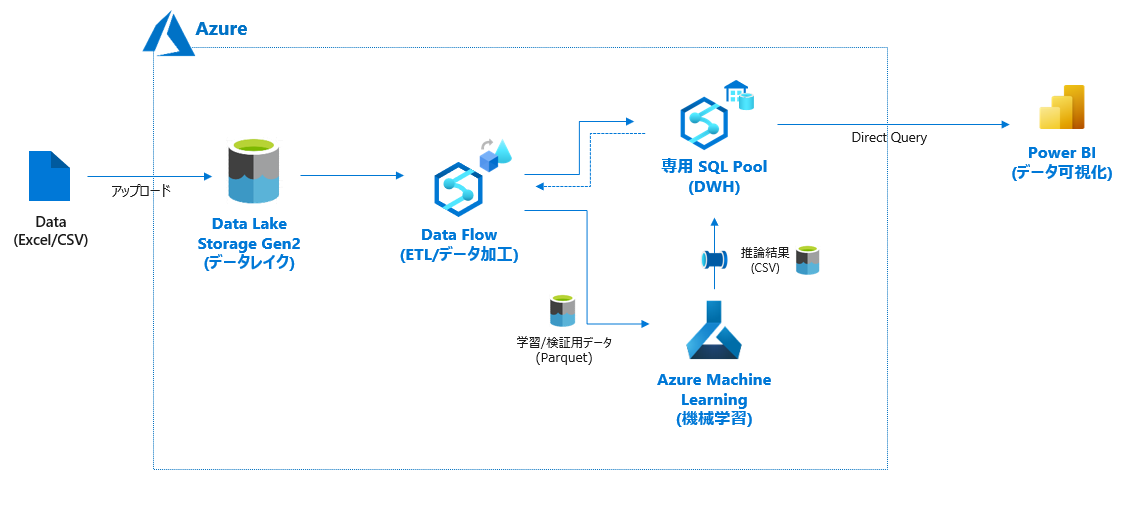 Azure
Data
(Excel/CSV)
アップロード
Data Lake
Storage Gen2
(データレイク)
Data Flow
(ETL/データ加工)
専用 SQL Pool
(DWH)
Direct Query
Power BI
(データ可視化)
推論結果
(CSV)
学習/検証用データ
(Parquet)
Azure Machine
Learning
(機械学習)